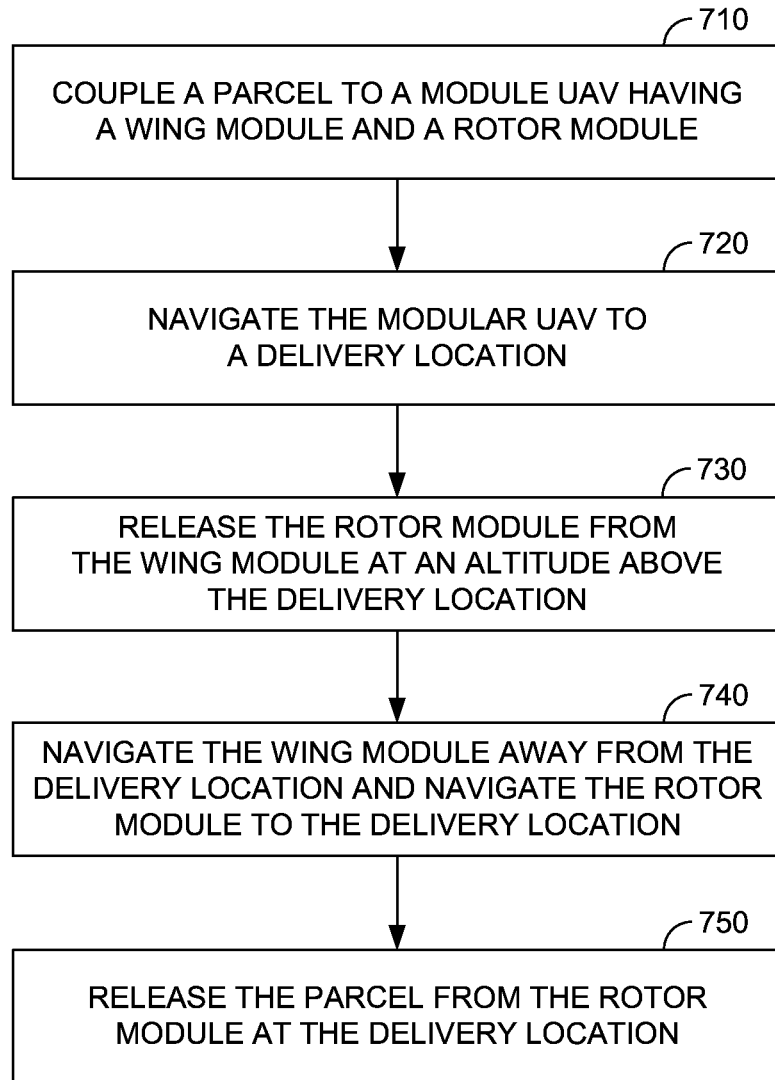 710
COUPLE A PARCEL TO A MODULE UAV HAVING
A WING MODULE AND A ROTOR MODULE
720
NAVIGATE THE MODULAR UAV TO
A DELIVERY LOCATION
730
RELEASE THE ROTOR MODULE FROM
THE WING MODULE AT AN ALTITUDE ABOVE
THE DELIVERY LOCATION
740
NAVIGATE THE WING MODULE AWAY FROM THE
DELIVERY LOCATION AND NAVIGATE THE ROTOR
MODULE TO THE DELIVERY LOCATION
750
RELEASE THE PARCEL FROM THE ROTOR
MODULE AT THE DELIVERY LOCATION